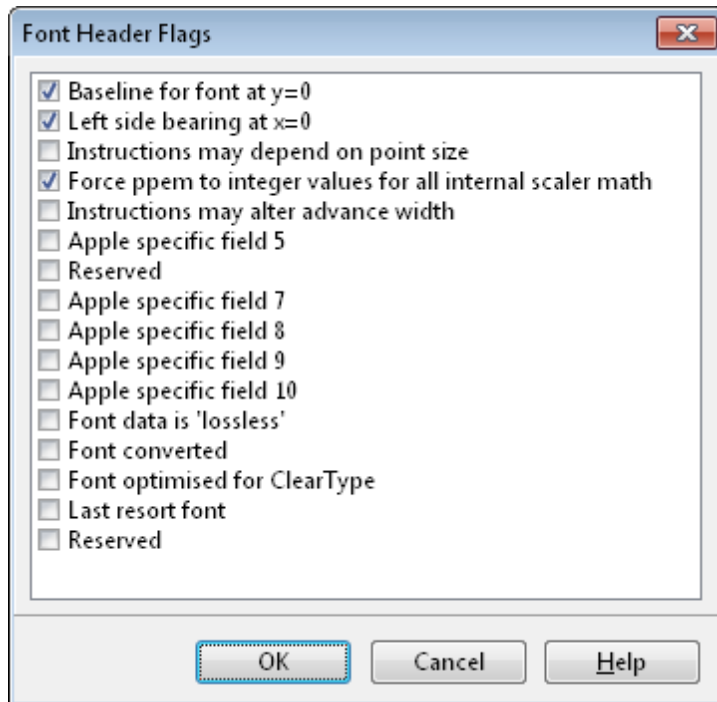 Font Header Flags
Baseline for font at y=0
Left side bearing at x=0
Instructions may depend on point size
Force ppem to integer values for all internal scaler math
Instructions may alter advance width
Apple specific field 5
Reserved
Apple specific field 7
Apple specific field 8
Apple specific field 9
Apple specific field 10
Font data is 'lossless'
Font converted
Font optimised for ClearType
Last resort font
Reserved
OK Cancel Help